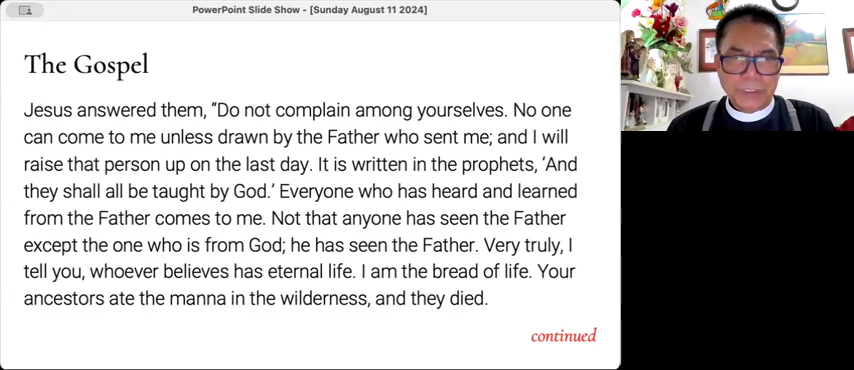 PowerPoint Slide Show - [Sunday August 11 2024]
The Gospel
Jesus answered them, “Do not complain among yourselves. No one
can come to me unless drawn by the Father who sent me; and I will
raise that person up on the last day. It is written in the prophets, ‘And
they shall all be taught by God.’ Everyone who has heard and learned
from the Father comes to me. Not that anyone has seen the Father
except the one who is from God; he has seen the Father. Very truly, I
tell you, whoever believes has eternal life. I am the bread of life. Your
ancestors ate the manna in the wilderness, and they died.
continued